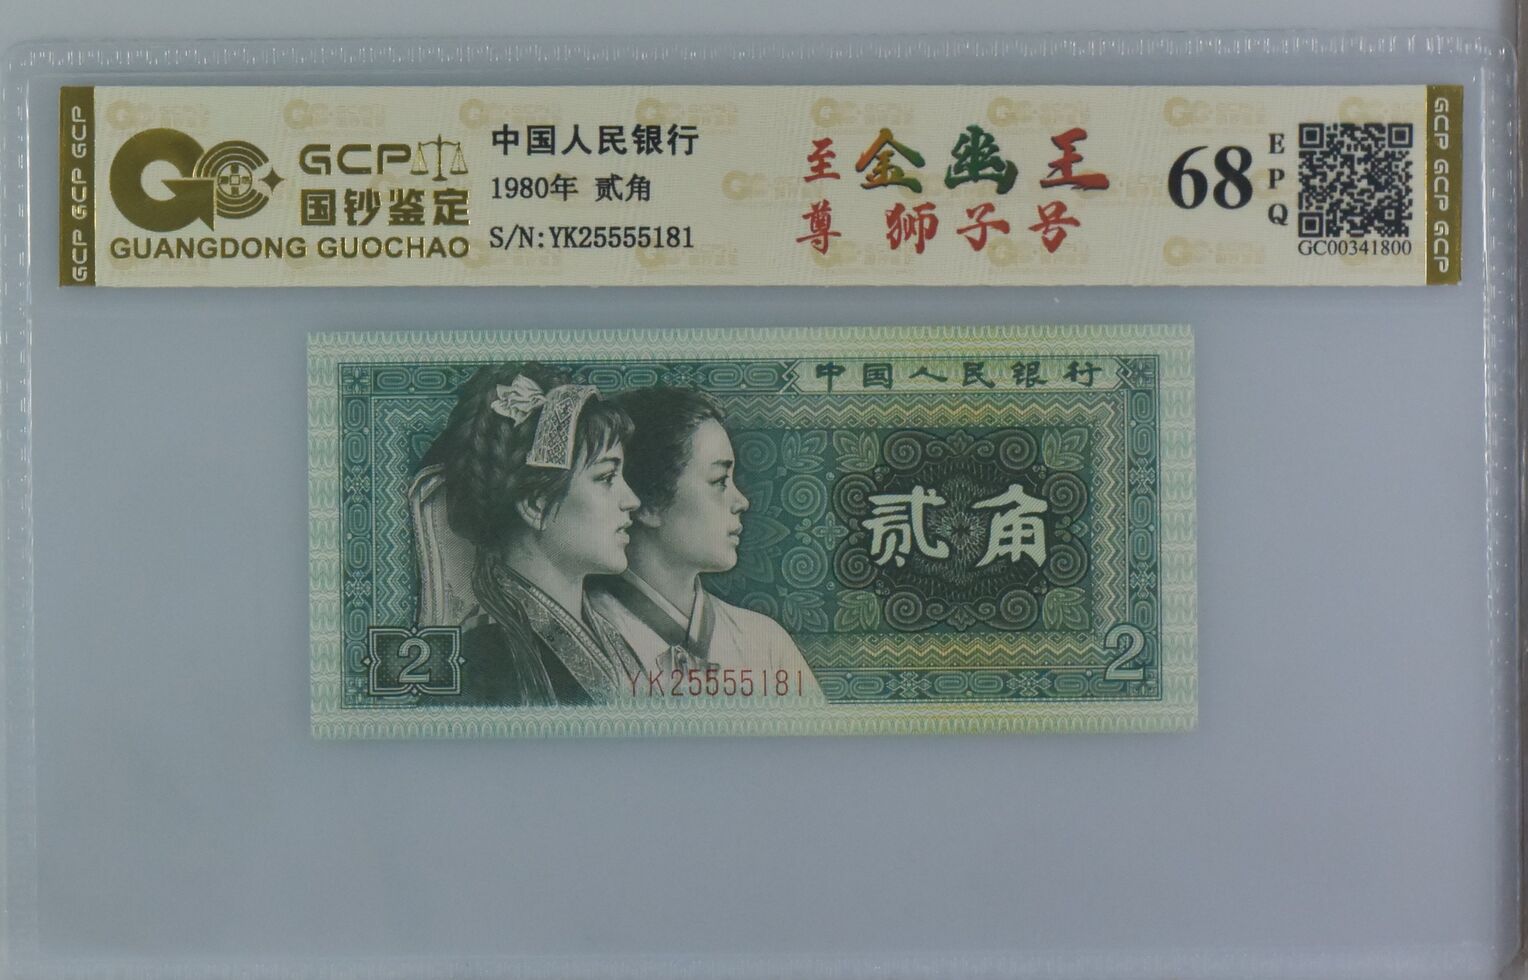 GCP GCP GCP
GCP
国钞鉴定
GUANGDONG GUOCHAO
中国人民银行
1980年 贰角
S/N:YK25555181
至尊
金幽王
狮子号
68
EPQ
GC00341800
GCP GCP GCP
中国人民银行
贰角
2
2
YK25555181